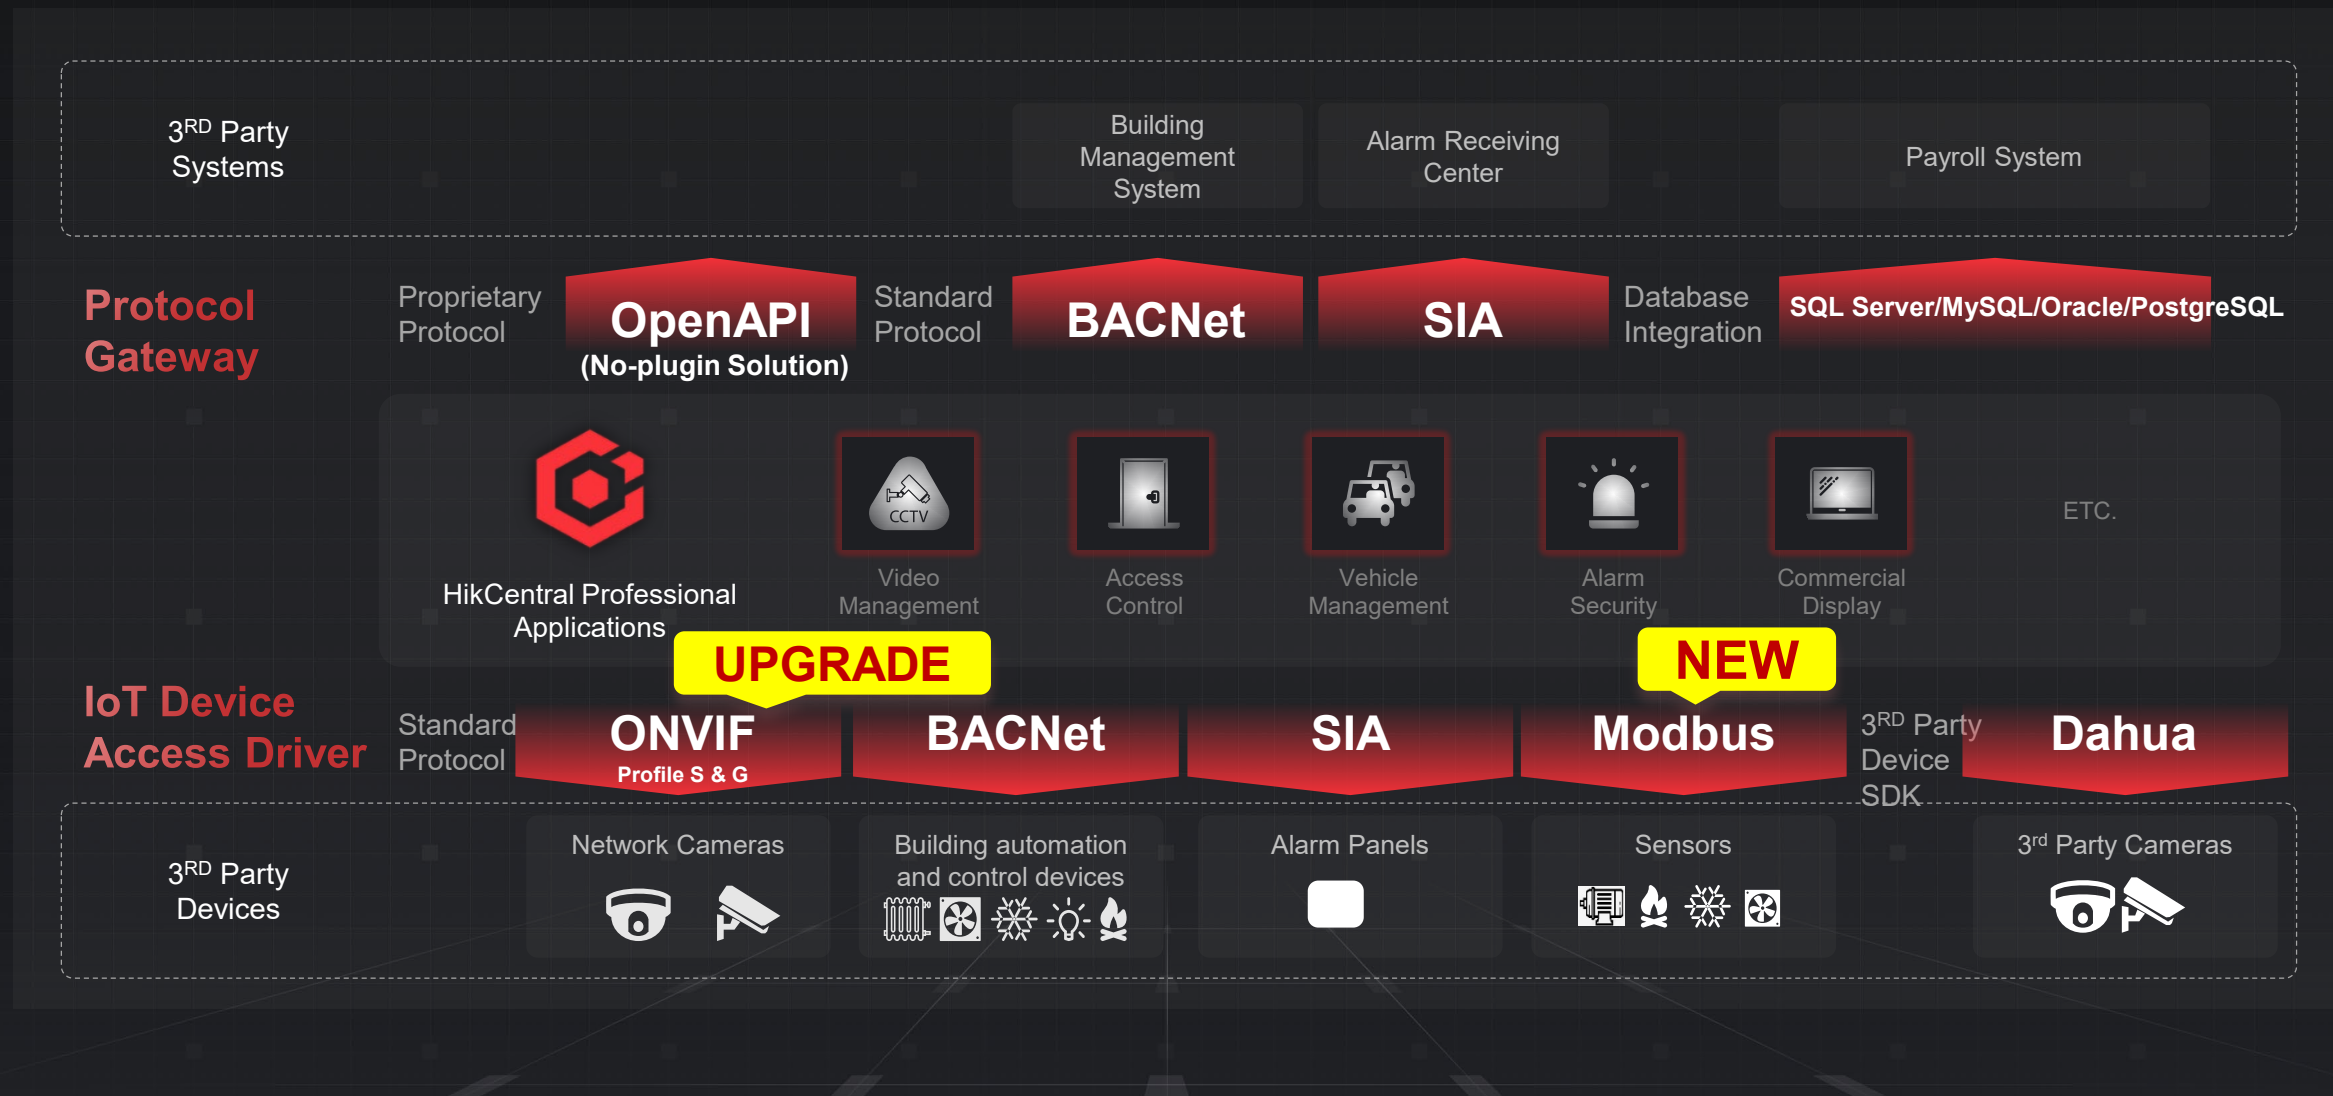 3RD Party
Systems
Building
Management
System
Alarm Receiving
Center
Payroll System
Protocol
Gateway
Proprietary
Protocol
OpenAPI
(No-plugin Solution)
Standard
Protocol
BACNet
SIA
Database
Integration
SQL Server/MySQL/Oracle/PostgreSQL
HikCentral Professional
Applications
CCTV
Video
Management
Access
Control
Vehicle
Management
Alarm
Security
Commercial
Display
ETC.
UPGRADE
NEW
IoT Device
Access Driver
Standard
Protocol
ONVIF
Profile S & G
BACNet
SIA
Modbus
3RD Party
Device
SDK
Dahua
3RD Party
Devices
Network Cameras
Building automation
and control devices
Alarm Panels
Sensors
3rd Party Cameras